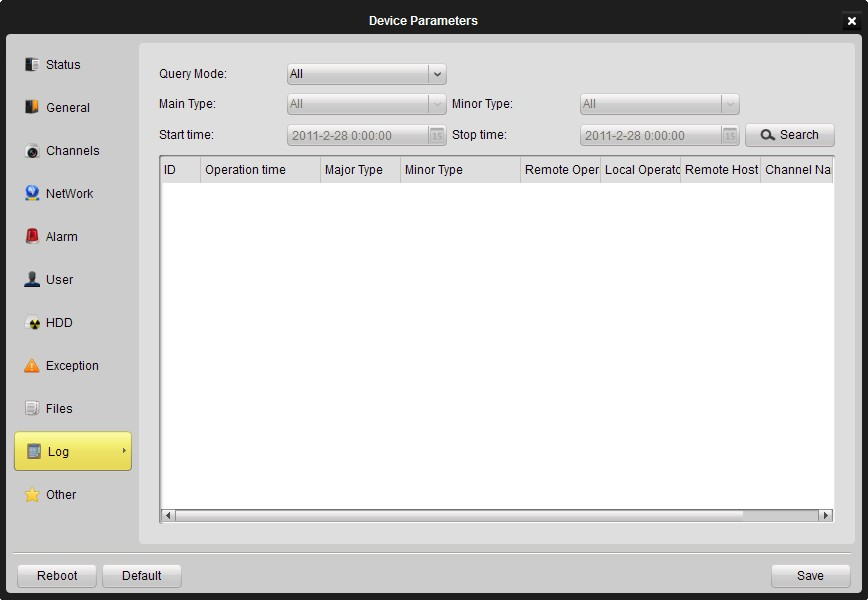 Device Parameters
Status
General
Channels
NetWork
Alarm
User
HDD
Exception
Files
Log
Other
Query Mode: All
Main Type: All Minor Type: All
Start time: 2011-2-28 0:00:00 15 Stop time: 2011-2-28 0:00:00 15 Search
ID Operation time Major Type Minor Type Remote Oper Local Operato Remote Host Channel Na
Reboot Default Save